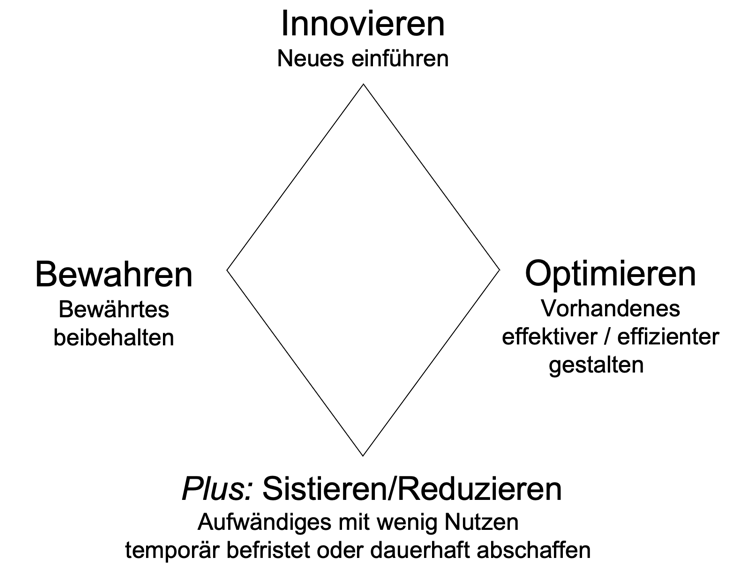 Innovieren
Neues einführen
Bewahren
Bewährtes
beibehalten
Optimieren
Vorhandenes
effektiver / effizienter
gestalten
Plus: Sistieren/Reduzieren
Aufwändiges mit wenig Nutzen
temporär befristet oder dauerhaft abschaffen